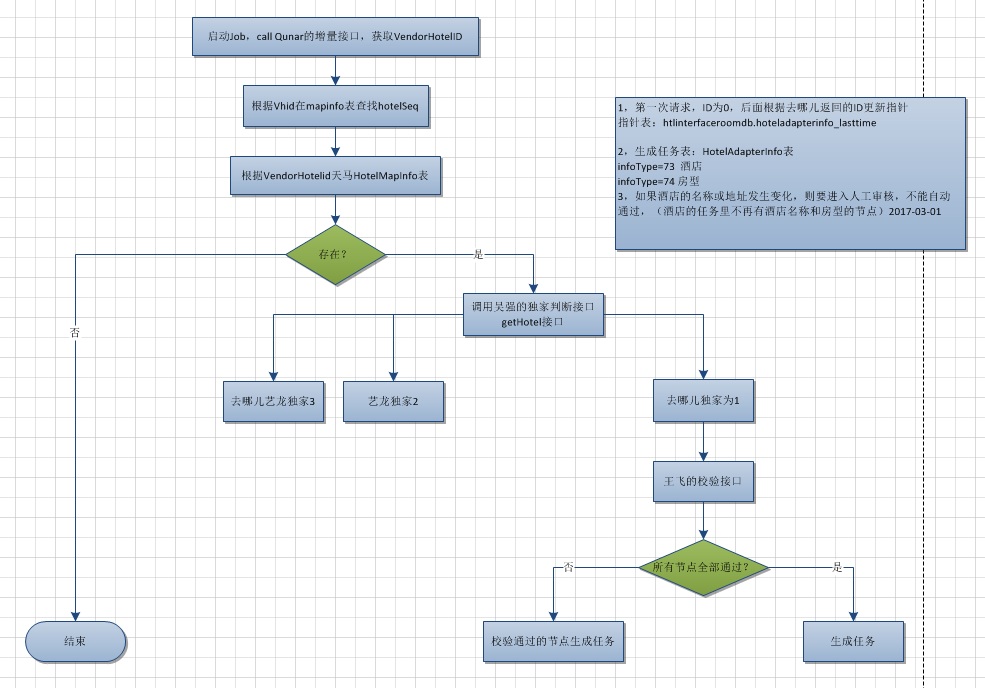 启动Job，call Qunar的增量接口，获取VendorHotelID
根据Vhid在mapinfo表查找hotelSeq
1，第一次请求，ID为0，后面根据去哪儿返回的ID更新指针
指针表：htlinterfaceroomdb.hoteladapterinfo_lasttime
2，生成任务表：HotelAdapterInfo表
infoType=73 酒店
infoType=74 房型
3，如果酒店的名称或地址发生变化，则要进入人工审核，不能自动
通过，（酒店的任务里不再有酒店名称和房型的节点）2017-03-01
根据VendorHotelid天马HotelMapInfo表
存在？
是
否
调用吴强的独家判断接口
getHotel接口
去哪儿艺龙独家3
艺龙独家2
去哪儿独家为1
王飞的校验接口
所有节点全部通过？
否
是
结束
校验通过的节点生成任务
生成任务